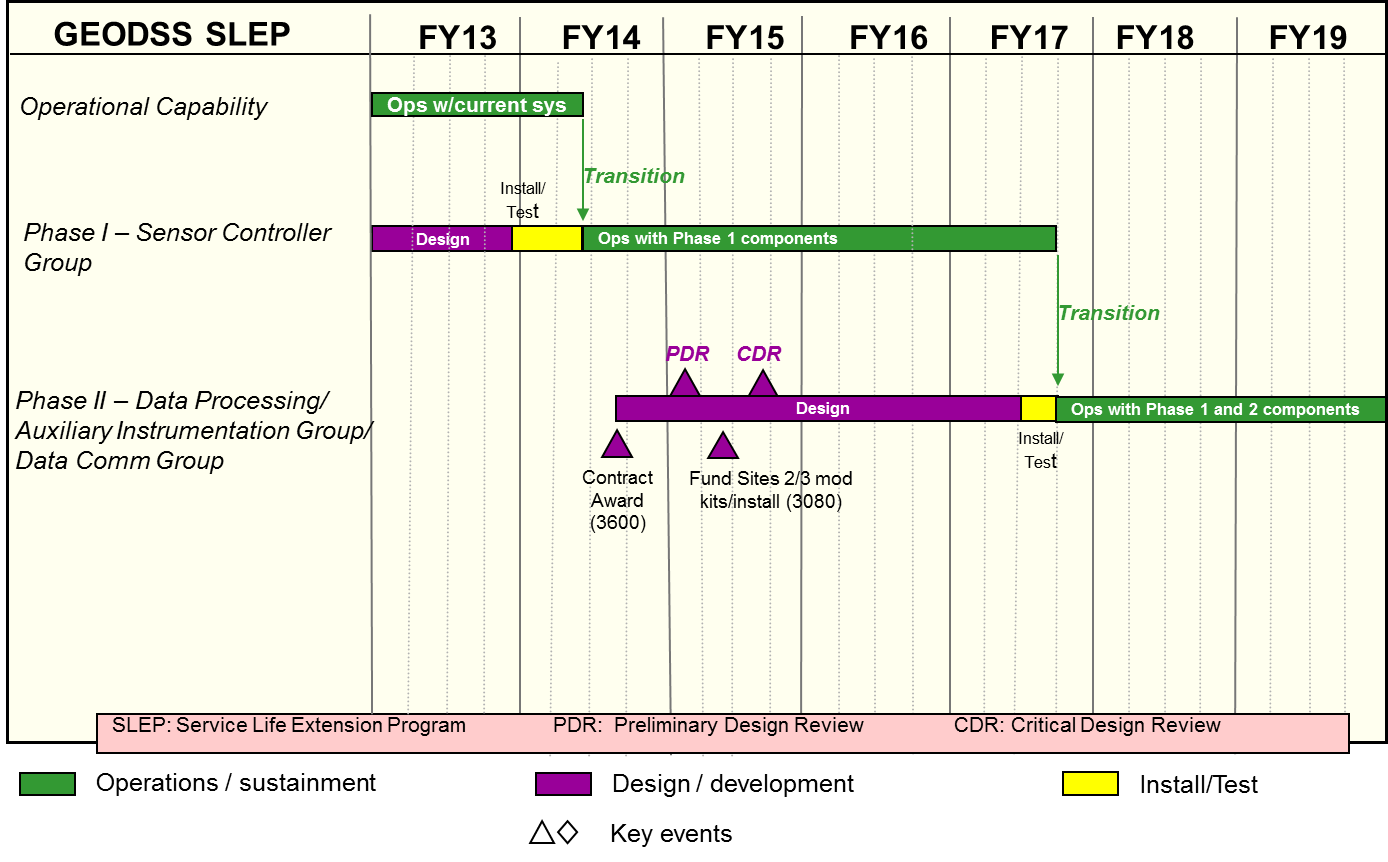 GEODSS SLEP FY13 FY14 FY15 FY16 FY17 FY18 FY19
Operational Capability
Ops w/current sys
Transition
Install/
Test
Phase I – Sensor Controller
Group
Design
Ops with Phase 1 components
Transition
PDR CDR
Phase II – Data Processing/
Auxiliary Instrumentation Group/
Data Comm Group
Design
Ops with Phase 1 and 2 components
Install/
Test
Contract
Award
(3600)
Fund Sites 2/3 mod
kits/install (3080)
SLEP: Service Life Extension Program PDR: Preliminary Design Review CDR: Critical Design Review
Operations / sustainment Design / development Install/Test
Key events